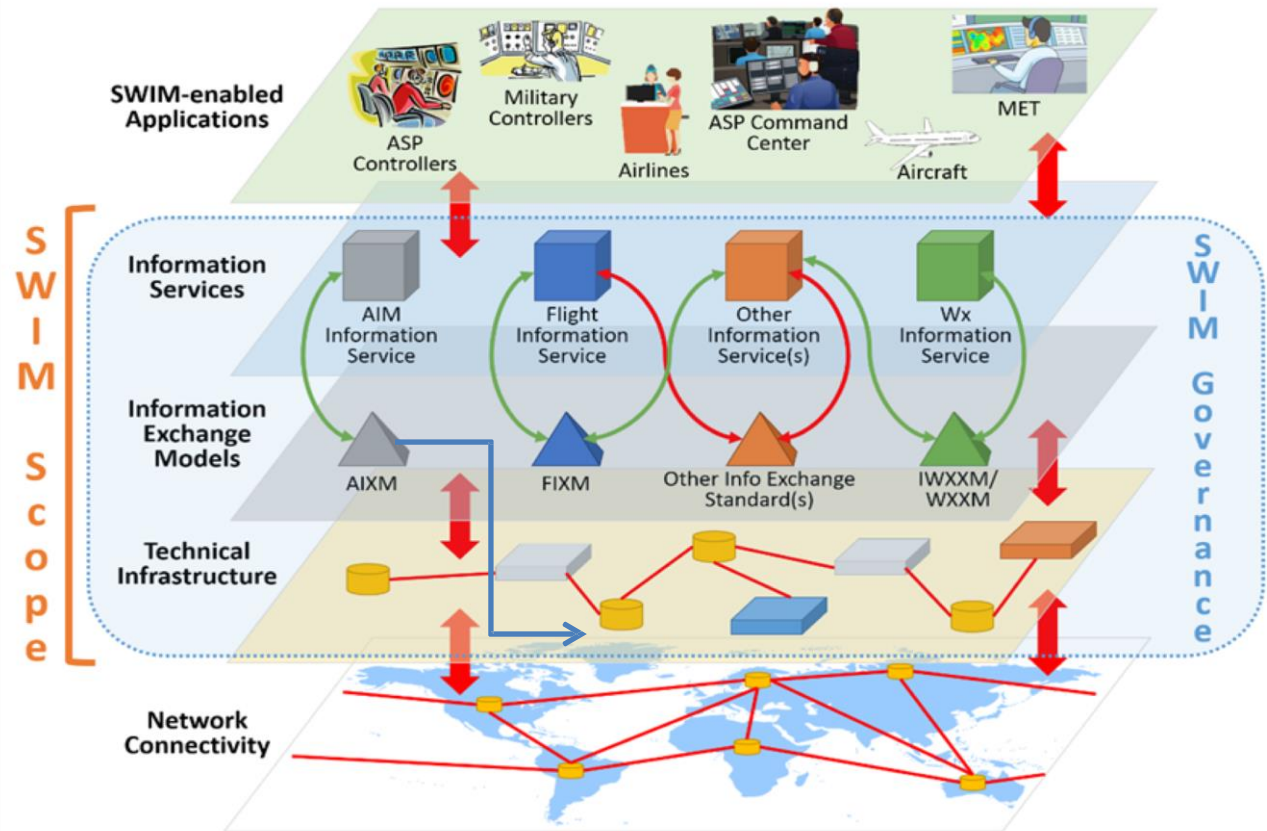 SWIM-enabled
Applications
ASP
Controllers
Military
Controllers
Airlines
ASP Command
Center
Aircraft
MET
SWIM Scope
Information
Services
AIM
Information
Service
Flight
Information
Service
Other
Information
Service(s)
Wx
Information
Service
SWIM Governance
Information
Exchange
Models
AIXM
FIXM
Other Info Exchange
Standard(s)
IWXXM/
WXXM
Technical
Infrastructure
Network
Connectivity